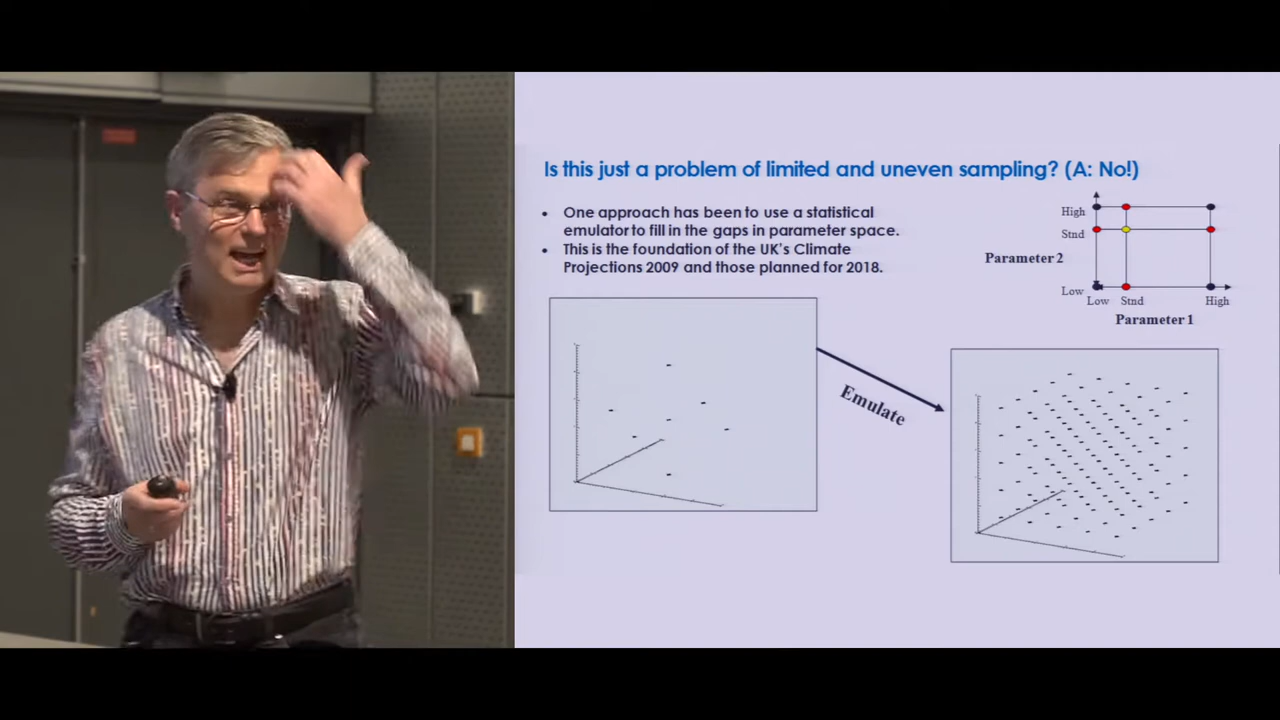 Is this just a problem of limited and uneven sampling? (A: No!)
• One approach has been to use a statistical
emulator to fill in the gaps in parameter space.
• This is the foundation of the UK's Climate
Projections 2009 and those planned for 2018.
High
Stnd
Parameter 2
Low
Low Stnd High
Parameter 1
Emulate